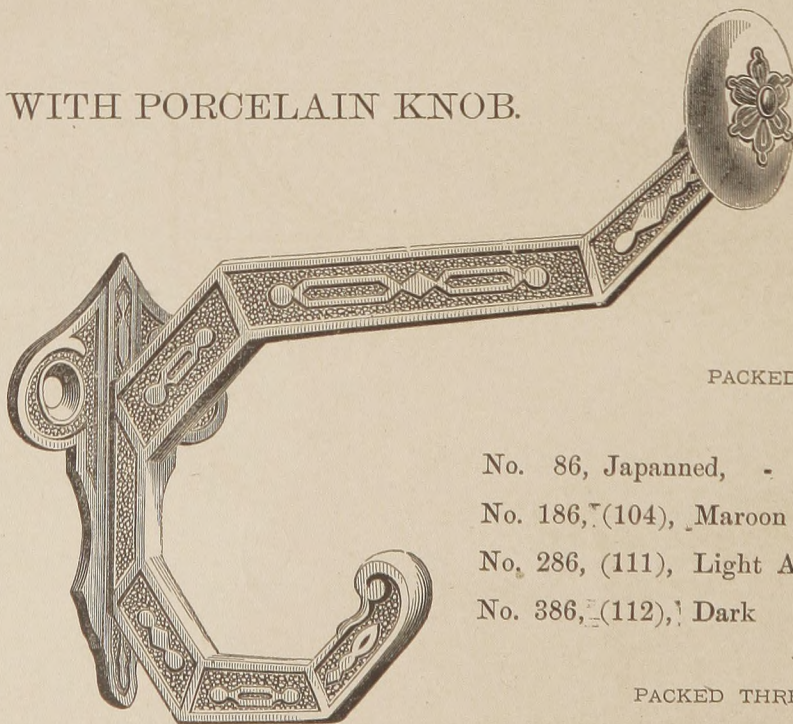 WITH PORCELAIN KNOB.
PACKED
No. 86, Japanned, -
No. 186, (104), Maroon
No. 286, (111), Light
No. 386, (112), Dark
PACKED